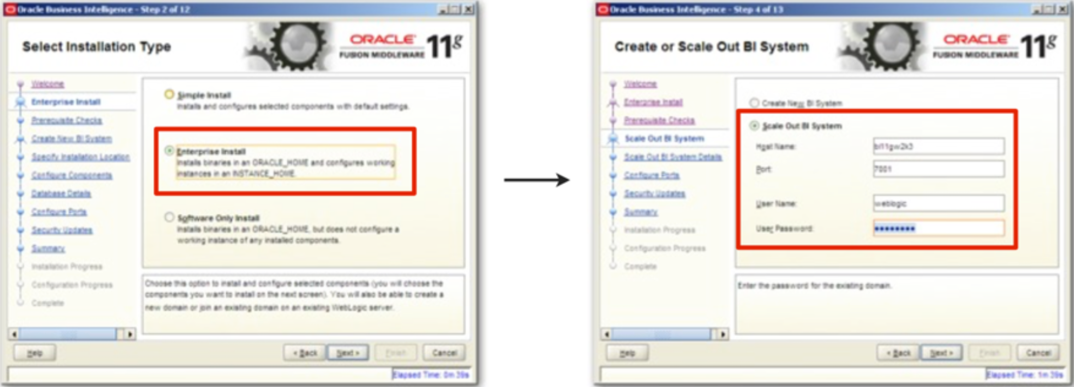 Oracle Business Intelligence - Step 2 of 12
Select Installation Type
ORACLE
FUSION MIDDLEWARE 11g
Welcome
Enterprise Install
Prerequisite Checks
Create New BI System
Specify Installation Location
Configure Components
Database Details
Configure Ports
Security Updates
Summary
Installation Progress
Configuration Progress
Complete
Simple Install
Installs and configures selected components with default settings.
Enterprise Install
Installs binaries in an ORACLE_HOME and configures working
instances in an INSTANCE_HOME.
Software Only Install
Installs binaries in an ORACLE_HOME, but does not configure a
working instance of any installed components.
Choose this option to install and configure selected components (you will choose the
components you want to install on the next screen). You will also be able to create a
new domain or join an existing domain on an existing WebLogic server.
Help
< Back
Next >
Finish
Cancel
Elapsed Time: 0m 39s
Oracle Business Intelligence - Step 4 of 13
Create or Scale Out BI System
ORACLE
FUSION MIDDLEWARE 11g
Welcome
Enterprise Install
Prerequisite Checks
Scale Out BI System
Scale Out BI System Details
Configure Ports
Security Updates
Summary
Installation Progress
Configuration Progress
Complete
Create New BI System
Scale Out BI System
Host Name: bi11gw2k3
Port: 7001
User Name: weblogic
User Password: ••••••••
Enter the password for the existing domain.
Help
< Back
Next >
Finish
Cancel
Elapsed Time: 1m 39s